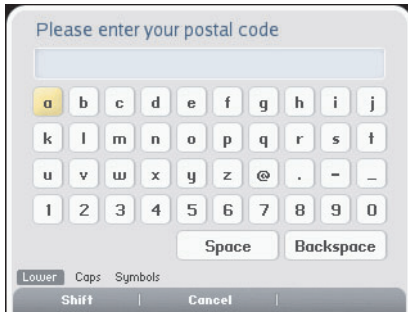 Please enter your postal code
a b c d e f g h i j
k l m n o p q r s t
u v w x y z @ . - _
1 2 3 4 5 6 7 8 9 0
Space Backspace
Lower Caps Symbols
Shift Cancel